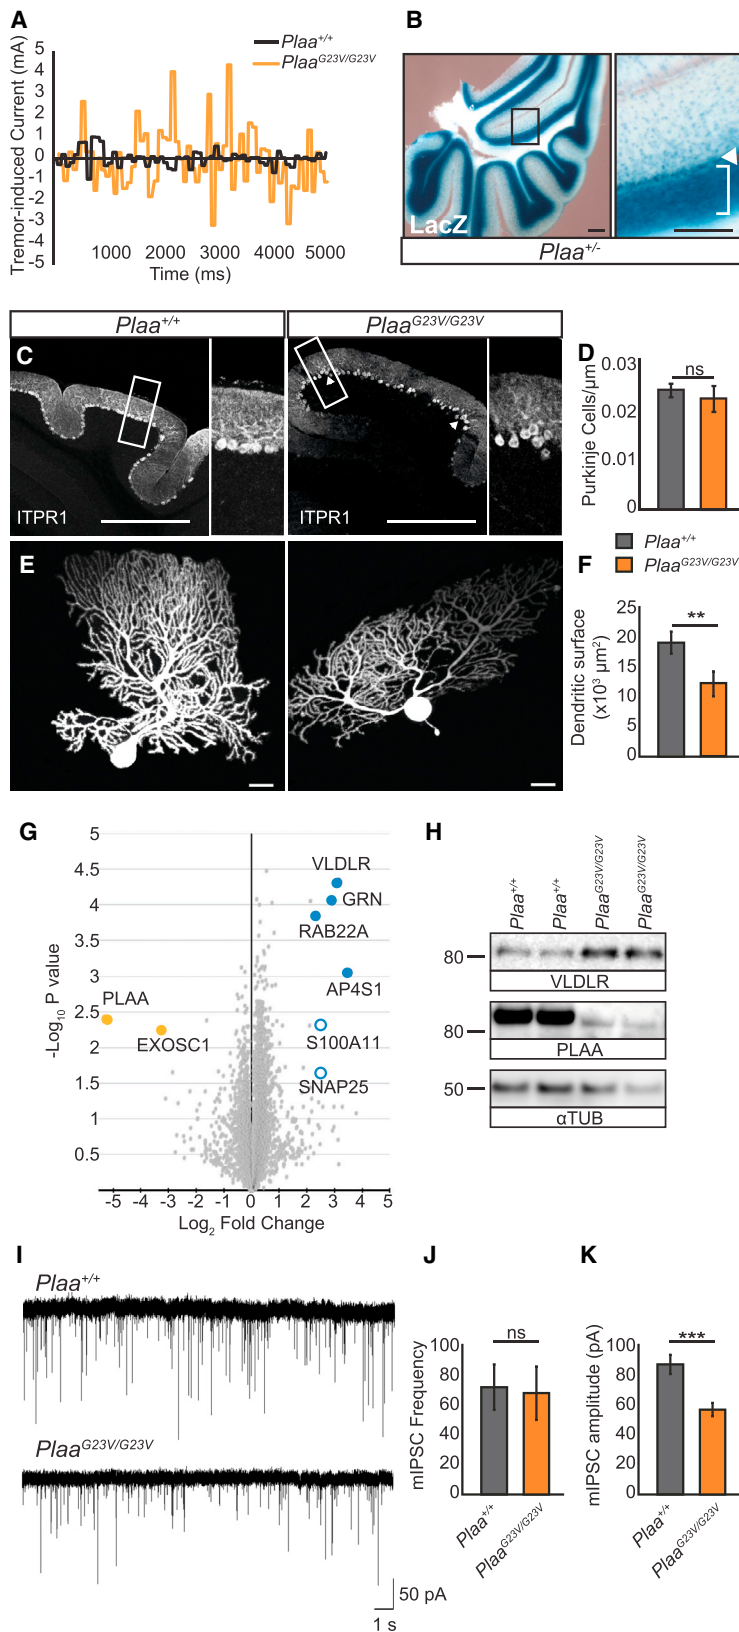 A
Tremor-induced Current (mA)
5
4
3
2
1
0
-1
-2
-3
-4
-5
Plaa+/+
PlaaG23V/G23V
1000 2000 3000 4000 5000
Time (ms)
B
LacZ
Plaa+/-
Plaa+/+
PlaaG23V/G23V
C
ITPR1
ITPR1
D
Purkinje Cells/µm
0.03
0.02
0.01
0
ns
Plaa+/+
PlaaG23V/G23V
E
F
Dendritic surface
(x10³ µm²)
25
20
15
10
5
0
**
G
-Log10 P value
5
4.5
4
3.5
3
2.5
2
1.5
1
0.5
VLDLR
GRN
RAB22A
AP4S1
PLAA
EXOSC1
S100A11
SNAP25
-5 -4 -3 -2 -1 0 1 2 3 4 5
Log2 Fold Change
H
Plaa+/+
Plaa+/+
PlaaG23V/G23V
PlaaG23V/G23V
80
VLDLR
80
PLAA
50
αTUB
I
Plaa+/+
PlaaG23V/G23V
50 pA
1 s
J
mIPSC Frequency
100
80
60
40
20
0
ns
Plaa+/+
PlaaG23V/G23V
K
mIPSC amplitude (pA)
100
80
60
40
20
0
***
Plaa+/+
PlaaG23V/G23V